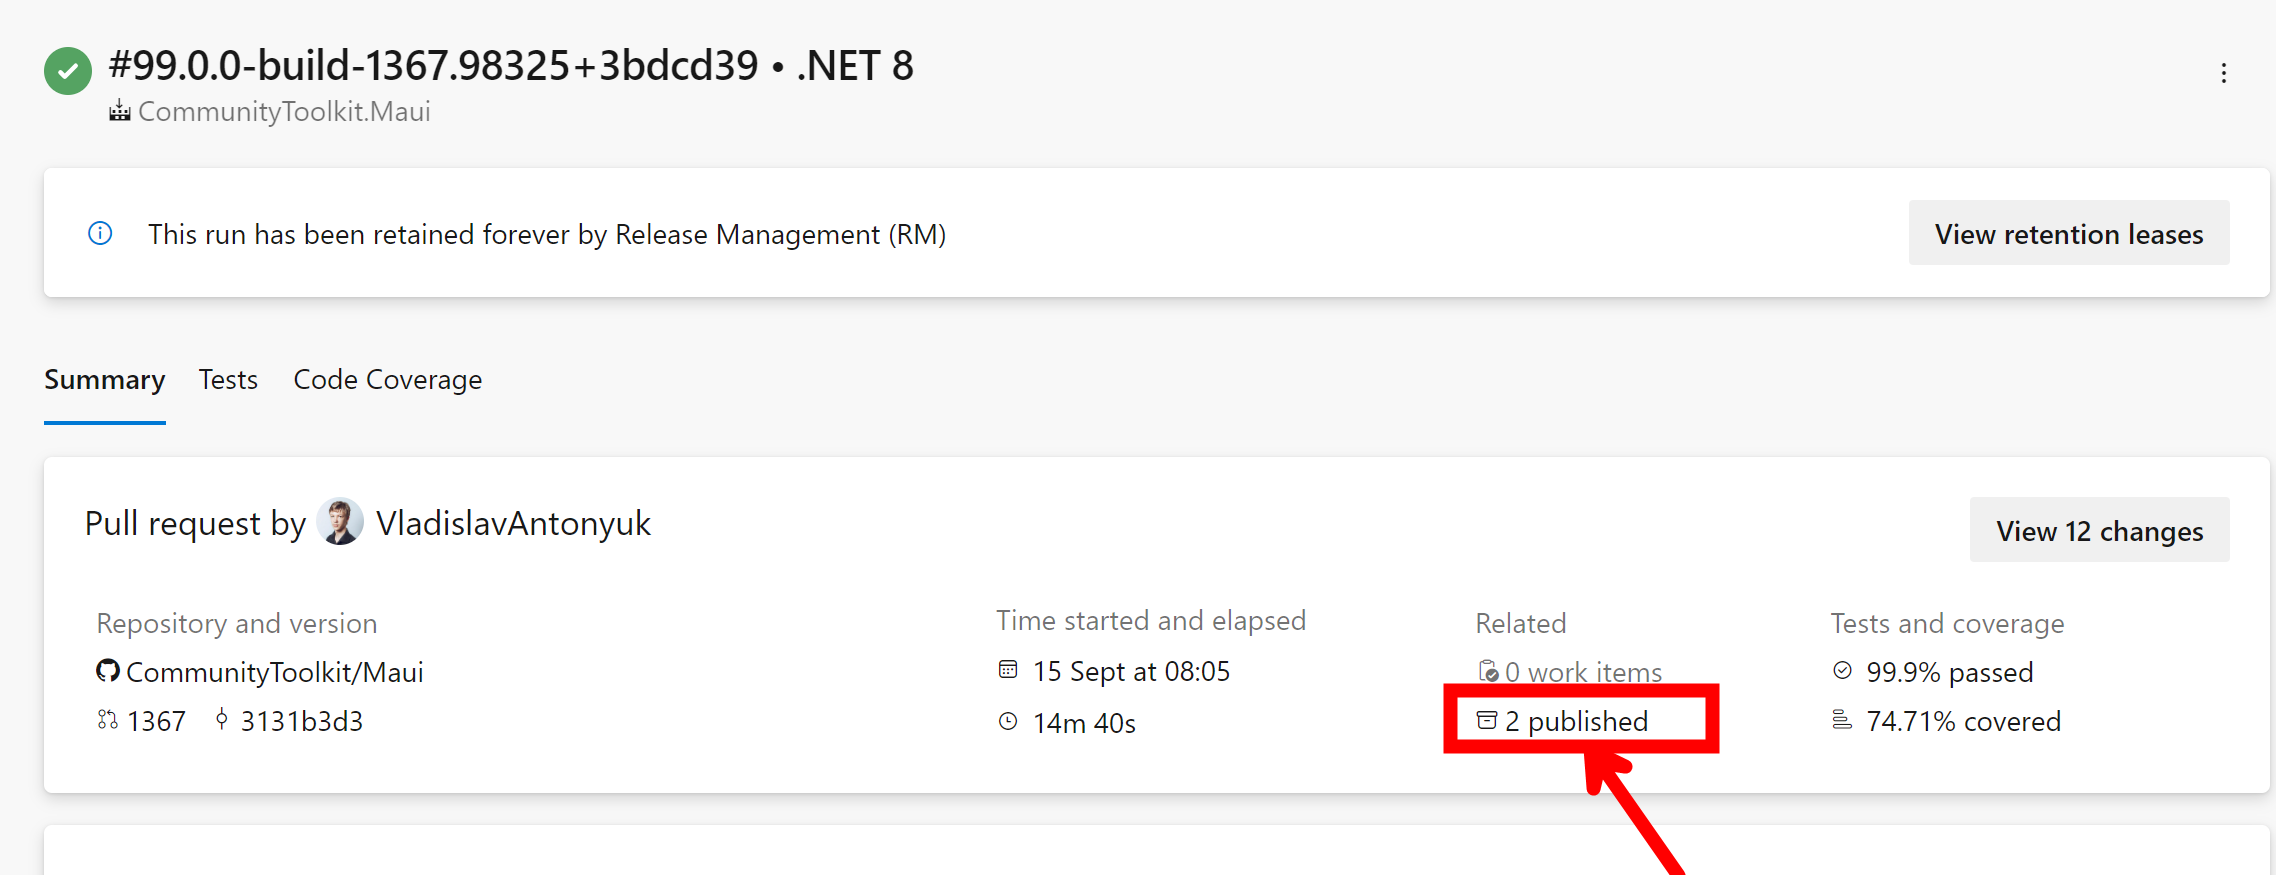 #99.0.0-build-1367.98325+3bdcd39 • .NET 8
CommunityToolkit.Maui
This run has been retained forever by Release Management (RM)
View retention leases
Summary
Tests
Code Coverage
Pull request by VladislavAntonyuk
View 12 changes
Repository and version
CommunityToolkit/Maui
1367 3131b3d3
Time started and elapsed
15 Sept at 08:05
14m 40s
Related
0 work items
2 published
Tests and coverage
99.9% passed
74.71% covered